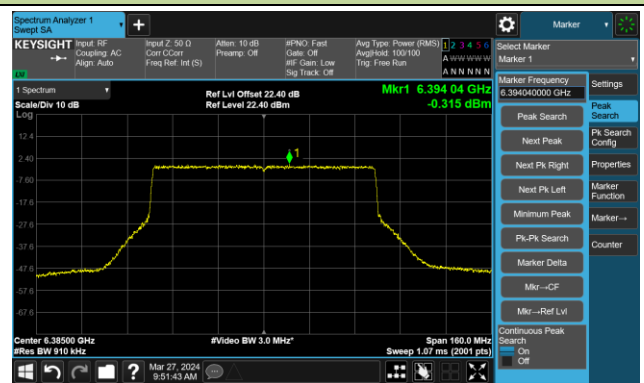 Spectrum Analyzer 1
Swept SA
+
Marker
KEYSIGHT
Input: RF
Coupling: AC
Align: Auto
Input Z: 50 Ω
Corr CCorr
Freq Ref: Int (S)
Atten: 10 dB
Preamp: Off
#PNO: Fast
Gate: Off
#IF Gain: Low
Sig Track: Off
Avg Type: Power (RMS)
Avg|Hold: 100/100
Trig: Free Run
1 2 3 4 5 6
A W W W W W
A N N N N N
Select Marker
Marker 1
LXI
1 Spectrum
Scale/Div 10 dB
Log
Ref Lvl Offset 22.40 dB
Ref Level 22.40 dBm
Mkr1 6.394 04 GHz
-0.315 dBm
12.4
2.40
-7.60
-17.6
-27.6
-37.6
-47.6
-57.6
-67.6
1
Center 6.38500 GHz
#Res BW 910 kHz
#Video BW 3.0 MHz*
Span 160.0 MHz
Sweep 1.07 ms (2001 pts)
Marker Frequency
6.394040000 GHz
Peak Search
Next Peak
Next Pk Right
Next Pk Left
Minimum Peak
Pk-Pk Search
Marker Delta
Mkr→CF
Mkr→Ref Lvl
Continuous Peak
Search
On
Off
Settings
Peak
Search
Pk Search
Config
Properties
Marker
Function
Marker→
Counter
?
Mar 27, 2024
9:51:43 AM